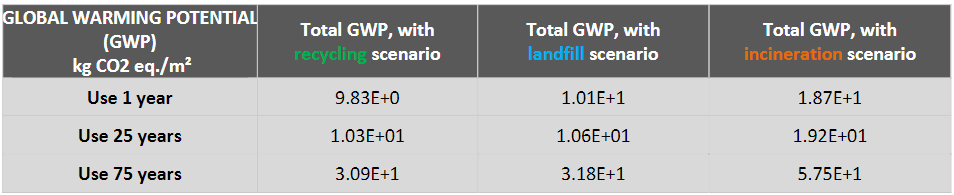 GLOBAL WARMING POTENTIAL (GWP) kg CO2 eq./m² Total GWP, with recycling scenario Total GWP, with landfill scenario Total GWP, with incineration scenario
Use 1 year 9.83E+0 1.01E+1 1.87E+1
Use 25 years 1.03E+01 1.06E+01 1.92E+01
Use 75 years 3.09E+1 3.18E+1 5.75E+1